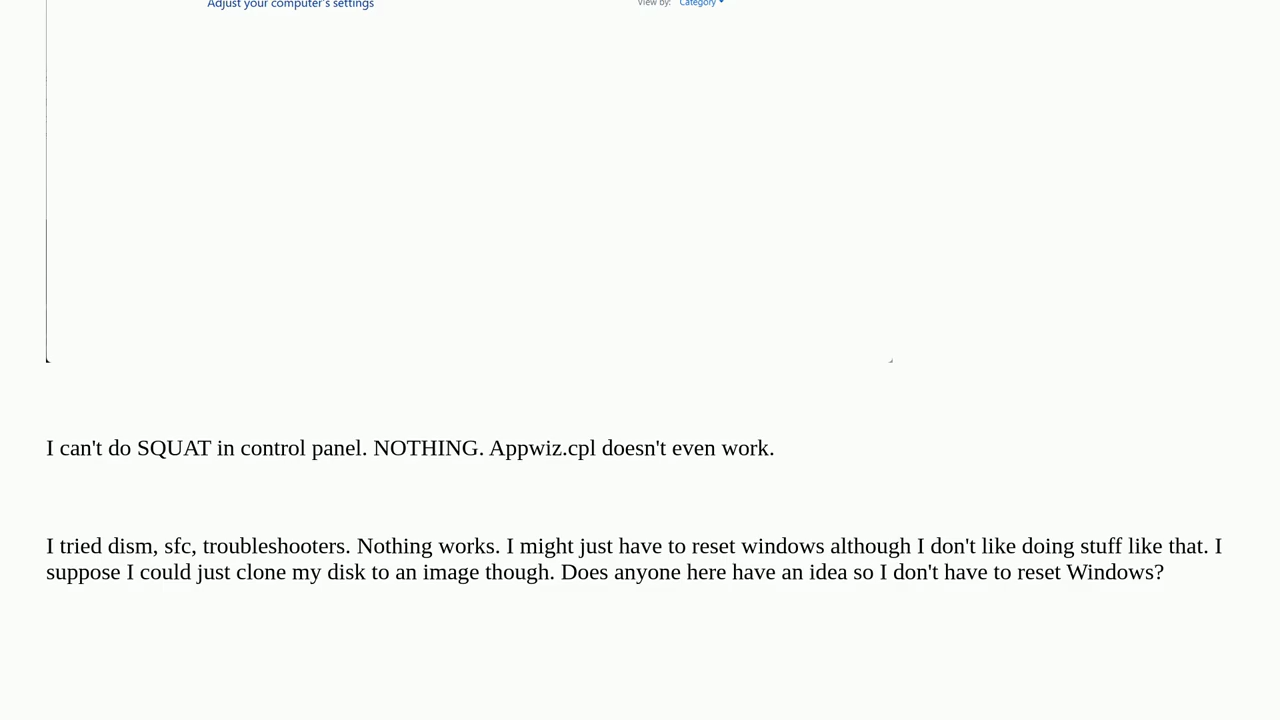 Adjust your computer's settings
View by: Category
I can't do SQUAT in control panel. NOTHING. Appwiz.cpl doesn't even work.
I tried dism, sfc, troubleshooters. Nothing works. I might just have to reset windows although I don't like doing stuff like that. I
suppose I could just clone my disk to an image though. Does anyone here have an idea so I don't have to reset Windows?